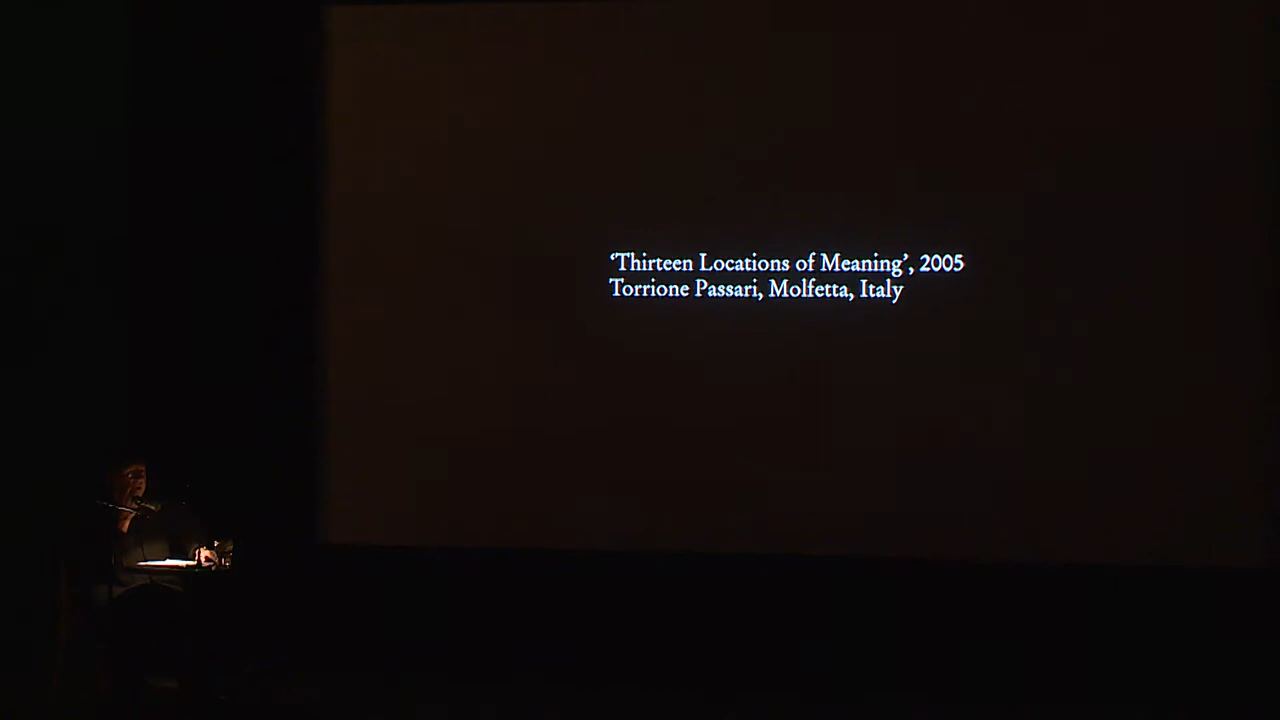 ‘Thirteen Locations of Meaning’, 2005
Torrione Passari, Molfetta, Italy